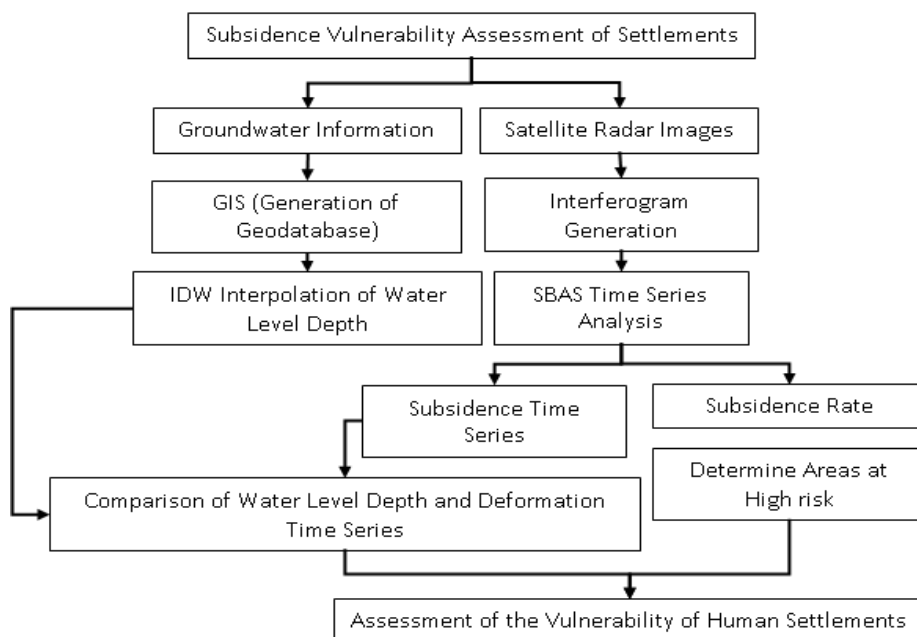 Subsidence Vulnerability Assessment of Settlements
Groundwater Information
Satellite Radar Images
GIS (Generation of
Geodatabase)
Interferogram
Generation
IDW Interpolation of Water
Level Depth
SBAS Time Series
Analysis
Subsidence Time
Series
Subsidence Rate
Comparison of Water Level Depth and Deformation
Time Series
Determine Areas at
High risk
Assessment of the Vulnerability of Human Settlements